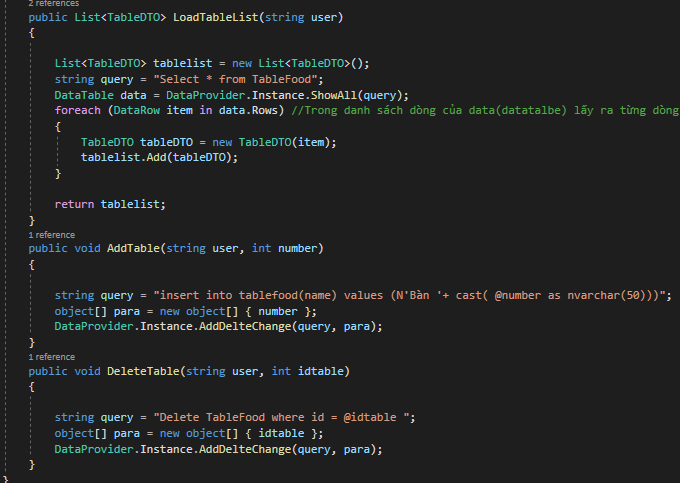 2 references
public List<TableDTO> LoadTableList(string user)
{
List<TableDTO> tablelist = new List<TableDTO>();
string query = "Select * from TableFood";
DataTable data = DataProvider.Instance.ShowAll(query);
foreach (DataRow item in data.Rows) //Trong danh sách dòng của data(datatalbe) lấy ra từng dòng
{
TableDTO tableDTO = new TableDTO(item);
tablelist.Add(tableDTO);
}
return tablelist;
}
1 reference
public void AddTable(string user, int number)
{
string query = "insert into tablefood(name) values (N'Bàn '+ cast( @number as nvarchar(50)))";
object[] para = new object[] { number };
DataProvider.Instance.AddDelteChange(query, para);
}
1 reference
public void DeleteTable(string user, int idtable)
{
string query = "Delete TableFood where id = @idtable ";
object[] para = new object[] { idtable };
DataProvider.Instance.AddDelteChange(query, para);
}
}